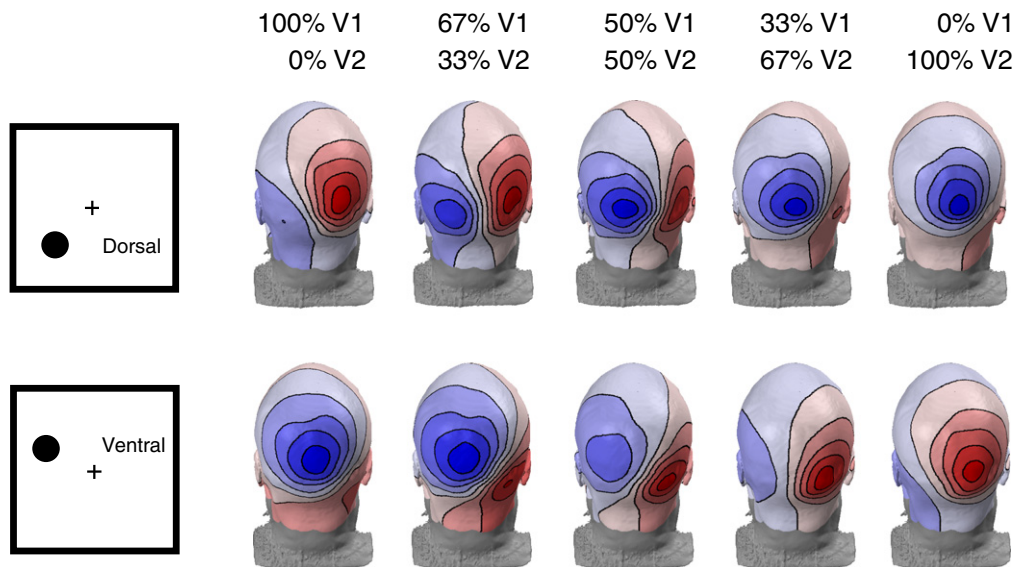 100% V1 67% V1 50% V1 33% V1 0% V1
0% V2 33% V2 50% V2 67% V2 100% V2
+
Dorsal
Ventral
+